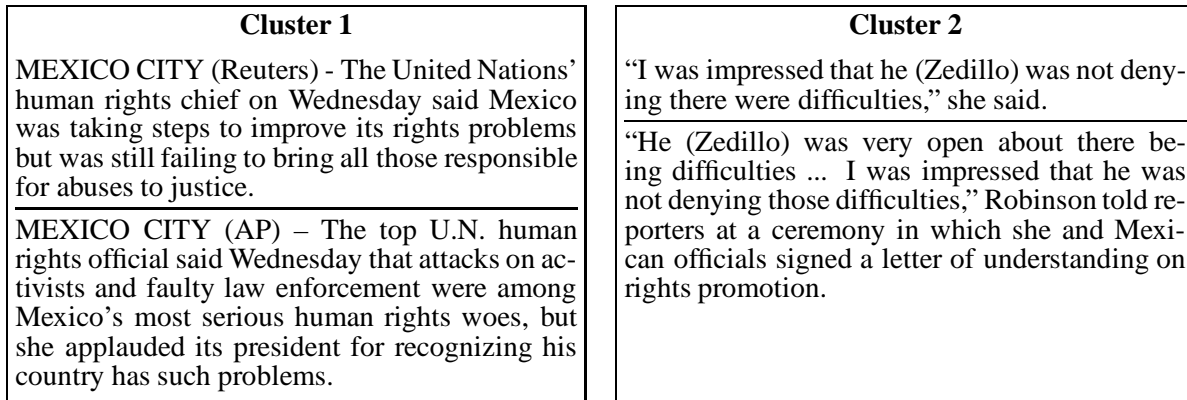 Cluster 1
MEXICO CITY (Reuters) - The United Nations’
human rights chief on Wednesday said Mexico
was taking steps to improve its rights problems
but was still failing to bring all those responsible
for abuses to justice.
MEXICO CITY (AP) – The top U.N. human
rights official said Wednesday that attacks on ac-
tivists and faulty law enforcement were among
Mexico’s most serious human rights woes, but
she applauded its president for recognizing his
country has such problems.
Cluster 2
“I was impressed that he (Zedillo) was not deny-
ing there were difficulties,” she said.
“He (Zedillo) was very open about there be-
ing difficulties ... I was impressed that he was
not denying those difficulties,” Robinson told re-
porters at a ceremony in which she and Mexi-
can officials signed a letter of understanding on
rights promotion.